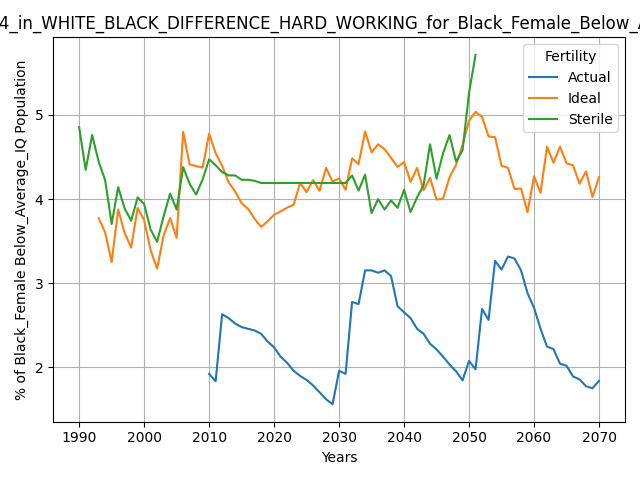 4_in_WHITE_BLACK_DIFFERENCE_HARD_WORKING_for_Black_Female_Below_A
Fertility
Actual
Ideal
Sterile
% of Black_Female Below_Average_IQ Population
5
4
3
2
1990 2000 2010 2020 2030 2040 2050 2060 2070
Years